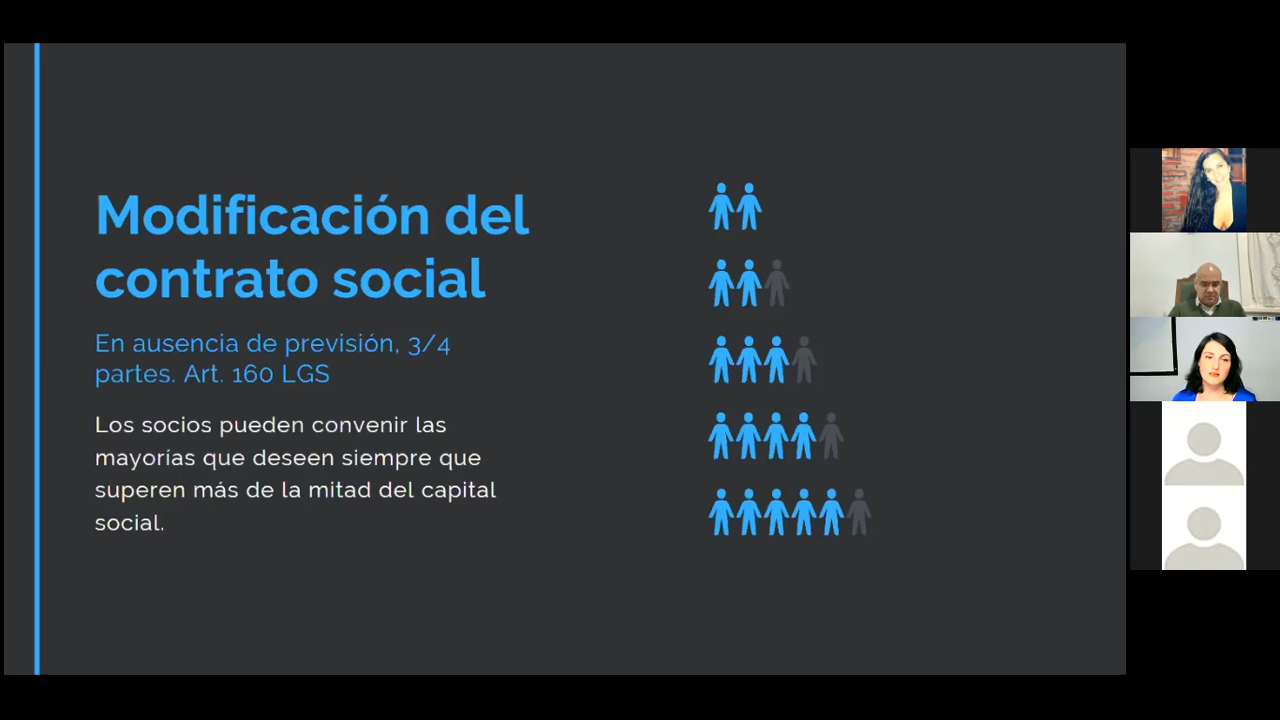 Modificación del
contrato social
En ausencia de previsión, 3/4
partes. Art. 160 LGS
Los socios pueden convenir las
mayorías que deseen siempre que
superen más de la mitad del capital
social.